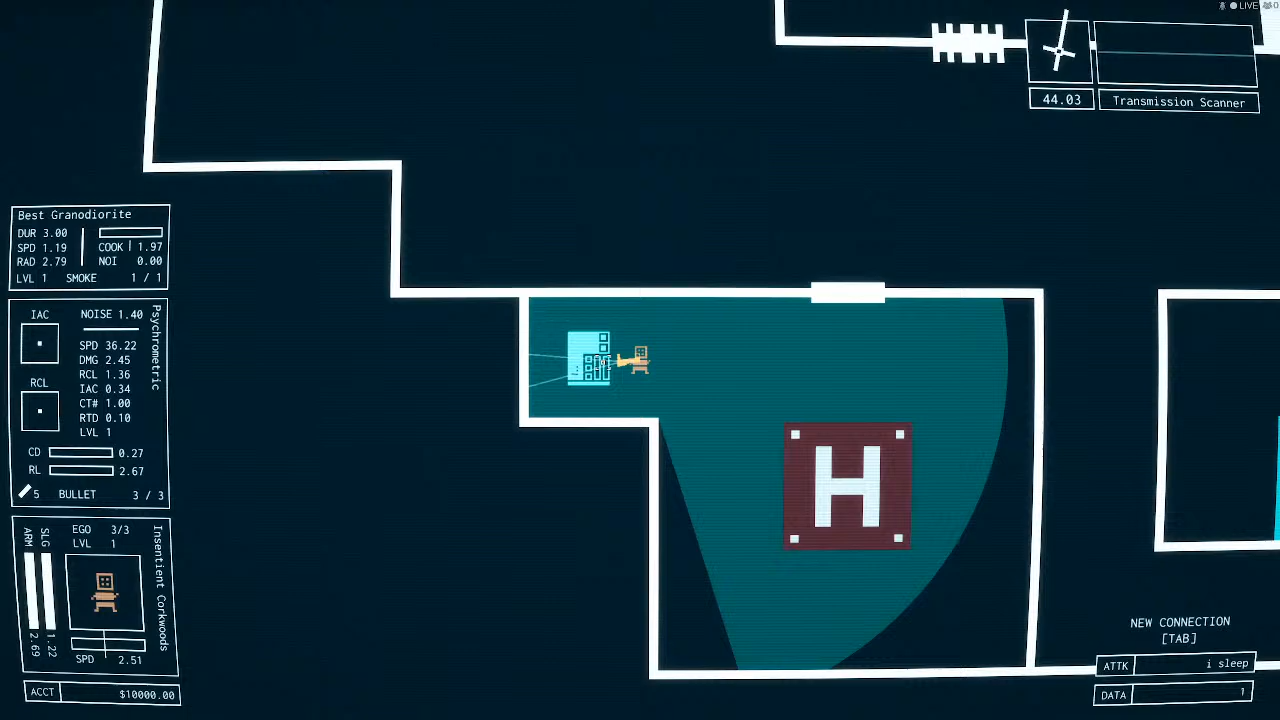 LIVE
0
44.03
Transmission Scanner
Best Granodiorite
DUR 3.00
SPD 1.19
COOK 1.97
RAD 2.79
NOI 0.00
LVL 1 SMOKE 1 / 1
Psychrometric
IAC
NOISE 1.40
SPD 36.22
DMG 2.45
RCL 1.36
RCL
IAC 0.34
CT# 1.00
RTD 0.10
LVL 1
CD 0.27
RL 2.67
5 BULLET 3 / 3
ARM
SLG
EGO 3/3
LVL 1
Insentient Corkwoods
2.69
1.22
SPD 2.51
ACCT $10000.00
H
NEW CONNECTION
[TAB]
ATTK i sleep
DATA 1